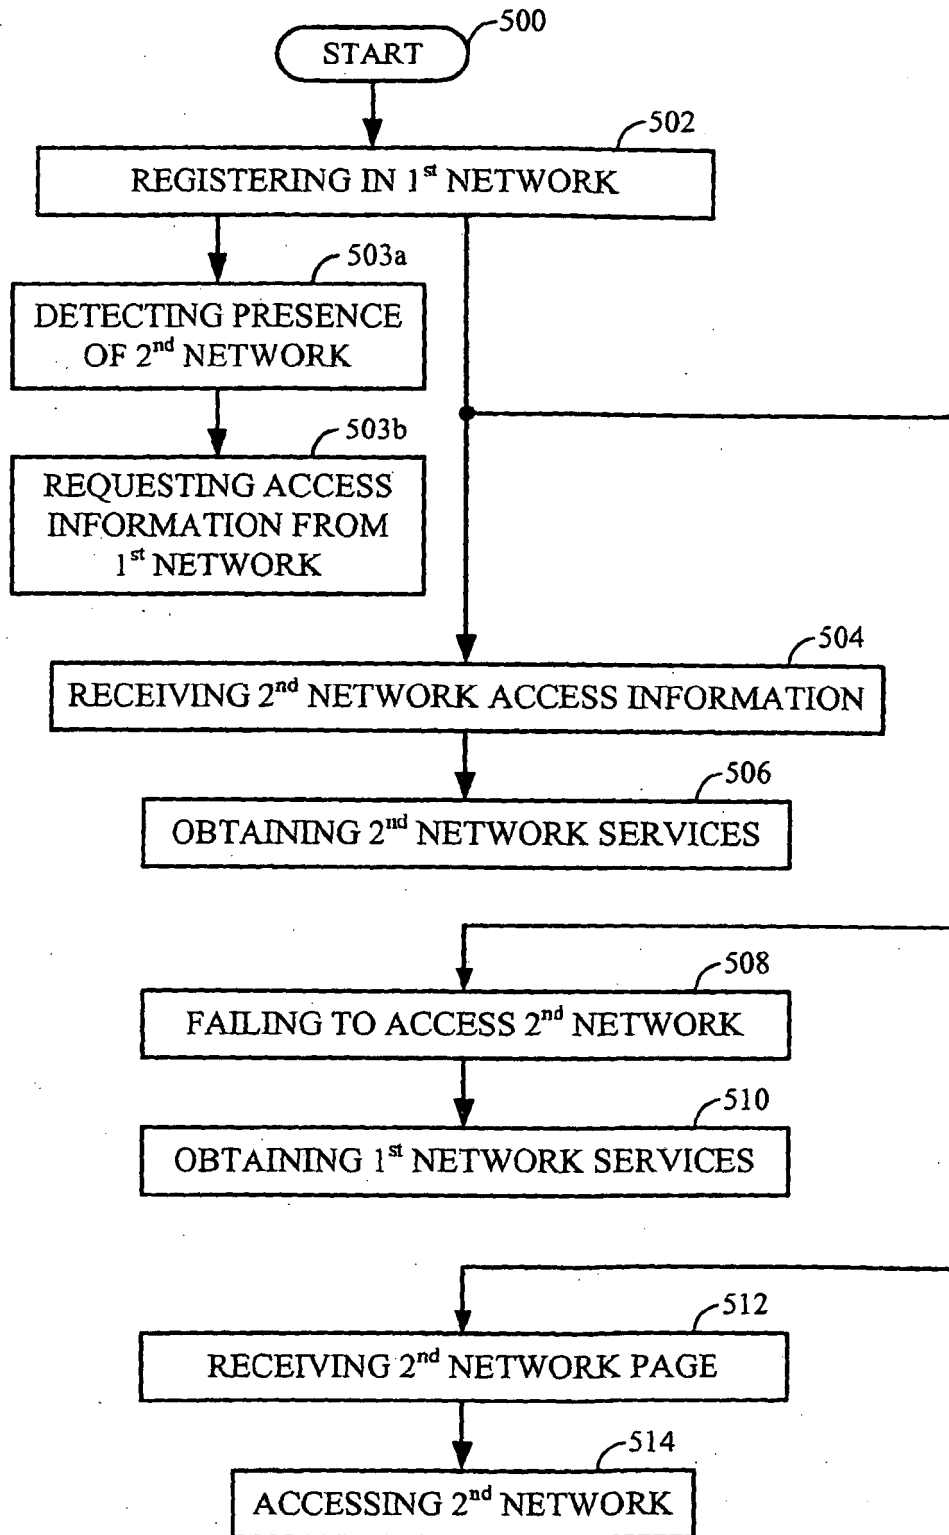 500
START
502
REGISTERING IN 1st NETWORK
503a
DETECTING PRESENCE
OF 2nd NETWORK
503b
REQUESTING ACCESS
INFORMATION FROM
1st NETWORK
504
RECEIVING 2nd NETWORK ACCESS INFORMATION
506
OBTAINING 2nd NETWORK SERVICES
508
FAILING TO ACCESS 2nd NETWORK
510
OBTAINING 1st NETWORK SERVICES
512
RECEIVING 2nd NETWORK PAGE
514
ACCESSING 2nd NETWORK